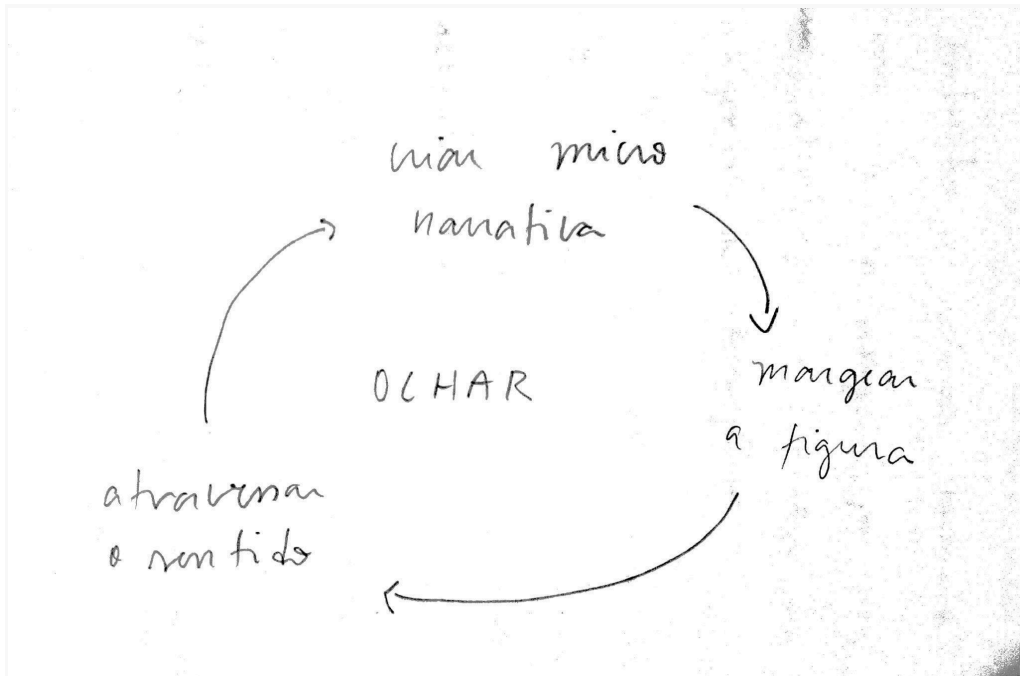 criar micro
narrativa
OLHAR
margear
a figura
atravessar
o sentido